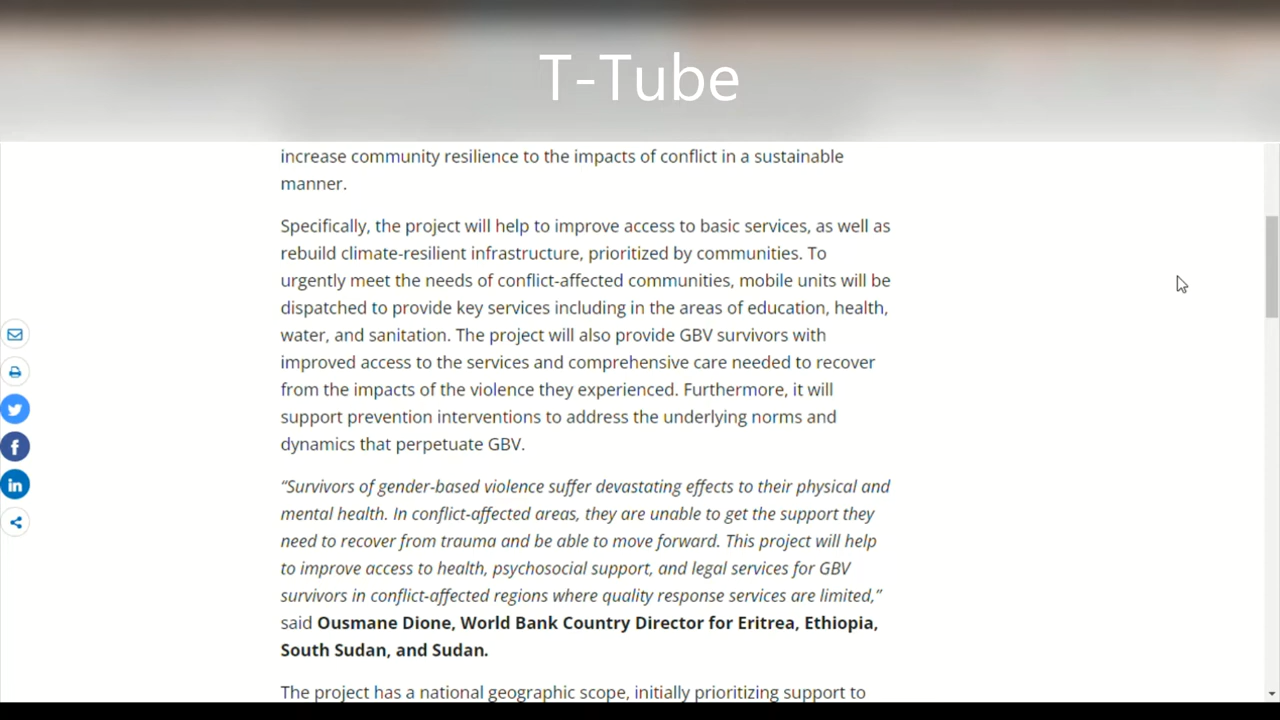 T-Tube
increase community resilience to the impacts of conflict in a sustainable
manner.
Specifically, the project will help to improve access to basic services, as well as
rebuild climate-resilient infrastructure, prioritized by communities. To
urgently meet the needs of conflict-affected communities, mobile units will be
dispatched to provide key services including in the areas of education, health,
water, and sanitation. The project will also provide GBV survivors with
improved access to the services and comprehensive care needed to recover
from the impacts of the violence they experienced. Furthermore, it will
support prevention interventions to address the underlying norms and
dynamics that perpetuate GBV.
“Survivors of gender-based violence suffer devastating effects to their physical and
mental health. In conflict-affected areas, they are unable to get the support they
need to recover from trauma and be able to move forward. This project will help
to improve access to health, psychosocial support, and legal services for GBV
survivors in conflict-affected regions where quality response services are limited,”
said Ousmane Dione, World Bank Country Director for Eritrea, Ethiopia,
South Sudan, and Sudan.
The project has a national geographic scope, initially prioritizing support to